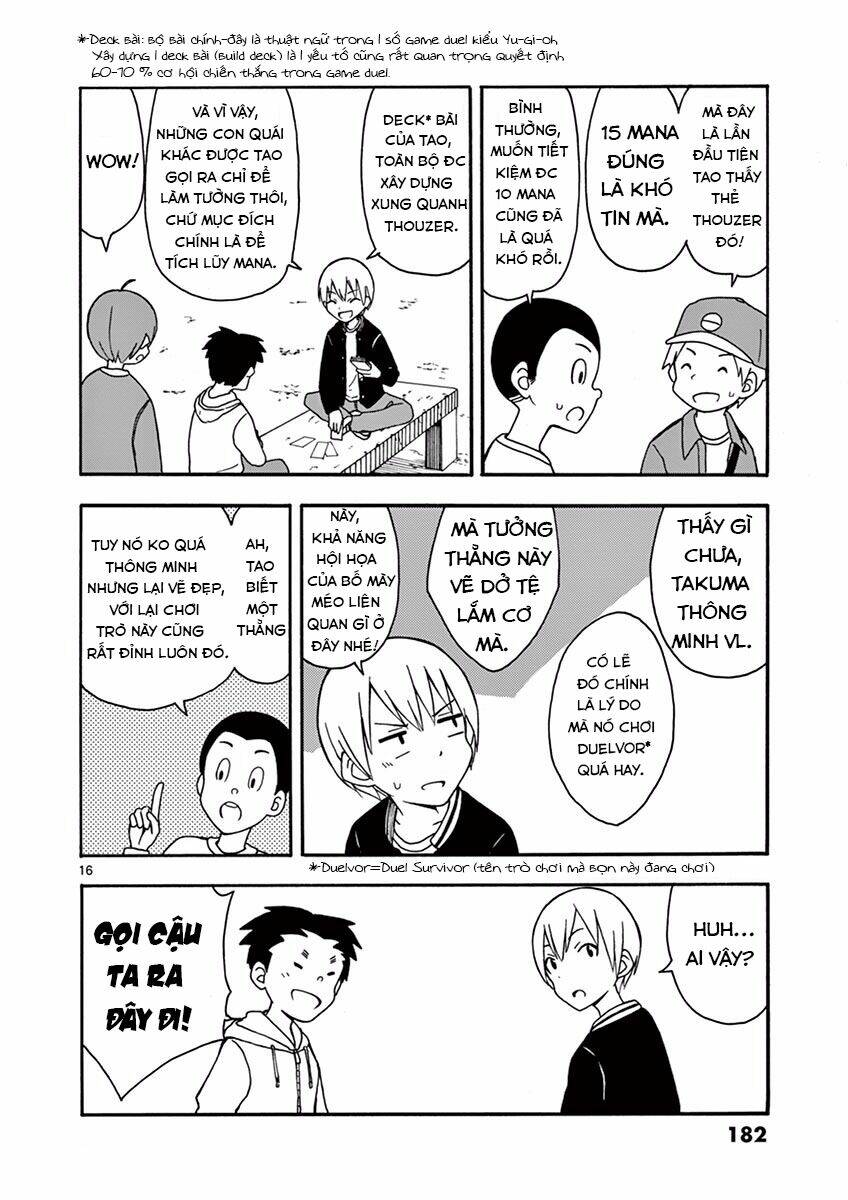 *Deck bài: Bộ bài chính-đây là thuật ngữ trong 1 số game duel kiểu Yu-Gi-Oh
Xây dựng 1 deck bài (Build deck) là 1 yếu tố cũng rất quan trọng quyết định
60-70 % cơ hội chiến thắng trong game duel.
MÀ ĐÂY
LÀ LẦN
ĐẦU TIÊN
TAO THẤY
THẺ
THOUZER
ĐÓ!
15 MANA
ĐÚNG
LÀ KHÓ
TIN MÀ.
BÌNH
THƯỜNG,
MUỐN TIẾT
KIỆM ĐC
10 MANA
CŨNG ĐÃ
LÀ QUÁ
KHÓ RỒI.
DECK* BÀI
CỦA TAO,
TOÀN BỘ ĐC
XÂY DỰNG
XUNG QUANH
THOUZER.
VÀ VÌ VẬY,
NHỮNG CON QUÁI
KHÁC ĐƯỢC TAO
GỌI RA CHỈ ĐỂ
LÀM TƯỜNG THÔI,
CHỨ MỤC ĐÍCH
CHÍNH LÀ ĐỂ
TÍCH LŨY MANA.
WOW!
THẤY GÌ
CHƯA,
TAKUMA
THÔNG
MINH VL.
CÓ LẼ
ĐÓ CHÍNH
LÀ LÝ DO
MÀ NÓ CHƠI
DUELVOR*
QUÁ HAY.
MÀ TƯỞNG
THẰNG NÀY
VẼ DỞ TỆ
LẮM CƠ
MÀ.
NÀY,
KHẢ NĂNG
HỘI HỌA
CỦA BỐ MÀY
MÉO LIÊN
QUAN GÌ Ở
ĐÂY NHÉ!
AH,
TAO
BIẾT
MỘT
THẰNG
TUY NÓ KO QUÁ
THÔNG MINH
NHƯNG LẠI VẼ ĐẸP,
VỚI LẠI CHƠI
TRÒ NÀY CŨNG
RẤT ĐỈNH LUÔN ĐÓ.
16
*Duelvor=Duel Survivor (tên trò chơi mà bọn này đang chơi)
HUH...
AI VẬY?
GỌI CẬU
TA RA
ĐÂY ĐI!
182